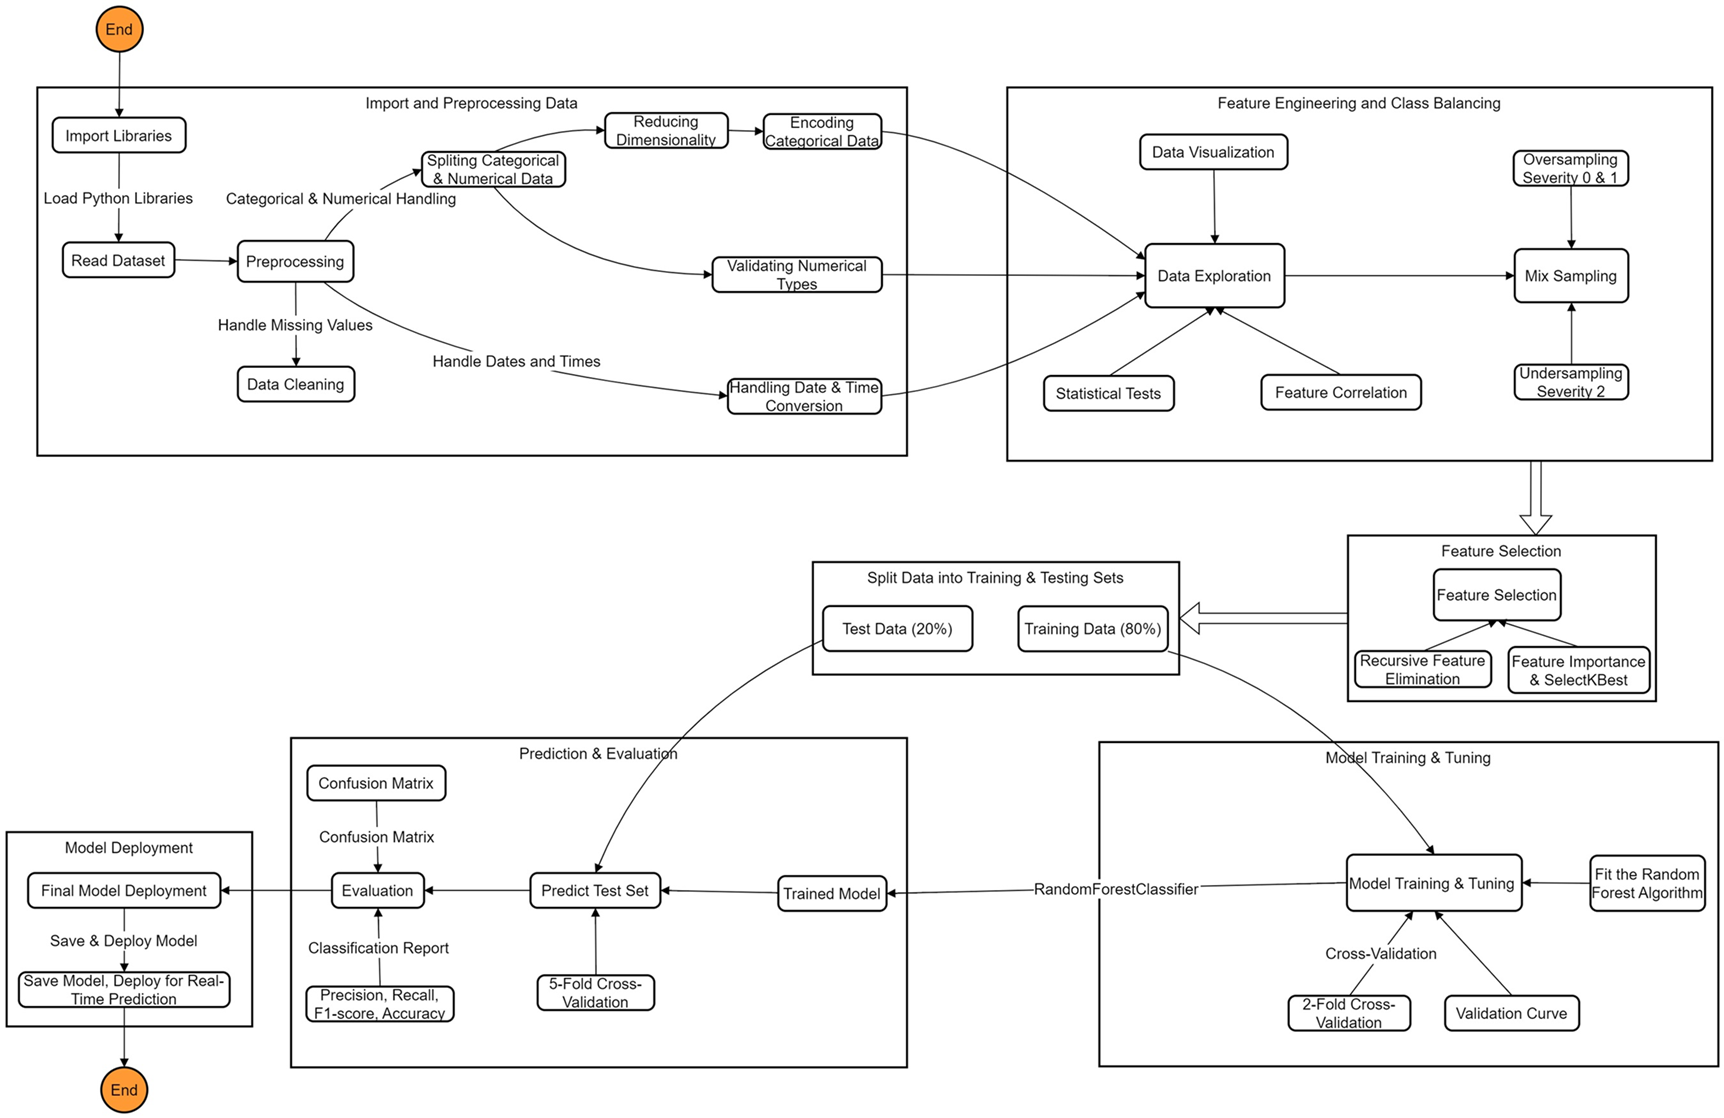 End
Import and Preprocessing Data
Import Libraries
Load Python Libraries
Read Dataset
Preprocessing
Categorical & Numerical Handling
Spliting Categorical
& Numerical Data
Reducing
Dimensionality
Encoding
Categorical Data
Validating Numerical
Types
Handle Missing Values
Data Cleaning
Handle Dates and Times
Handling Date & Time
Conversion
Feature Engineering and Class Balancing
Data Visualization
Data Exploration
Statistical Tests
Feature Correlation
Oversampling
Severity 0 & 1
Mix Sampling
Undersampling
Severity 2
Feature Selection
Feature Selection
Recursive Feature
Elimination
Feature Importance
& SelectKBest
Split Data into Training & Testing Sets
Test Data (20%)
Training Data (80%)
Model Training & Tuning
Model Training & Tuning
Fit the Random
Forest Algorithm
Cross-Validation
2-Fold Cross-
Validation
Validation Curve
RandomForestClassifier
Prediction & Evaluation
Trained Model
Predict Test Set
5-Fold Cross-
Validation
Confusion Matrix
Confusion Matrix
Evaluation
Classification Report
Precision, Recall,
F1-score, Accuracy
Model Deployment
Final Model Deployment
Save & Deploy Model
Save Model, Deploy for Real-
Time Prediction
End